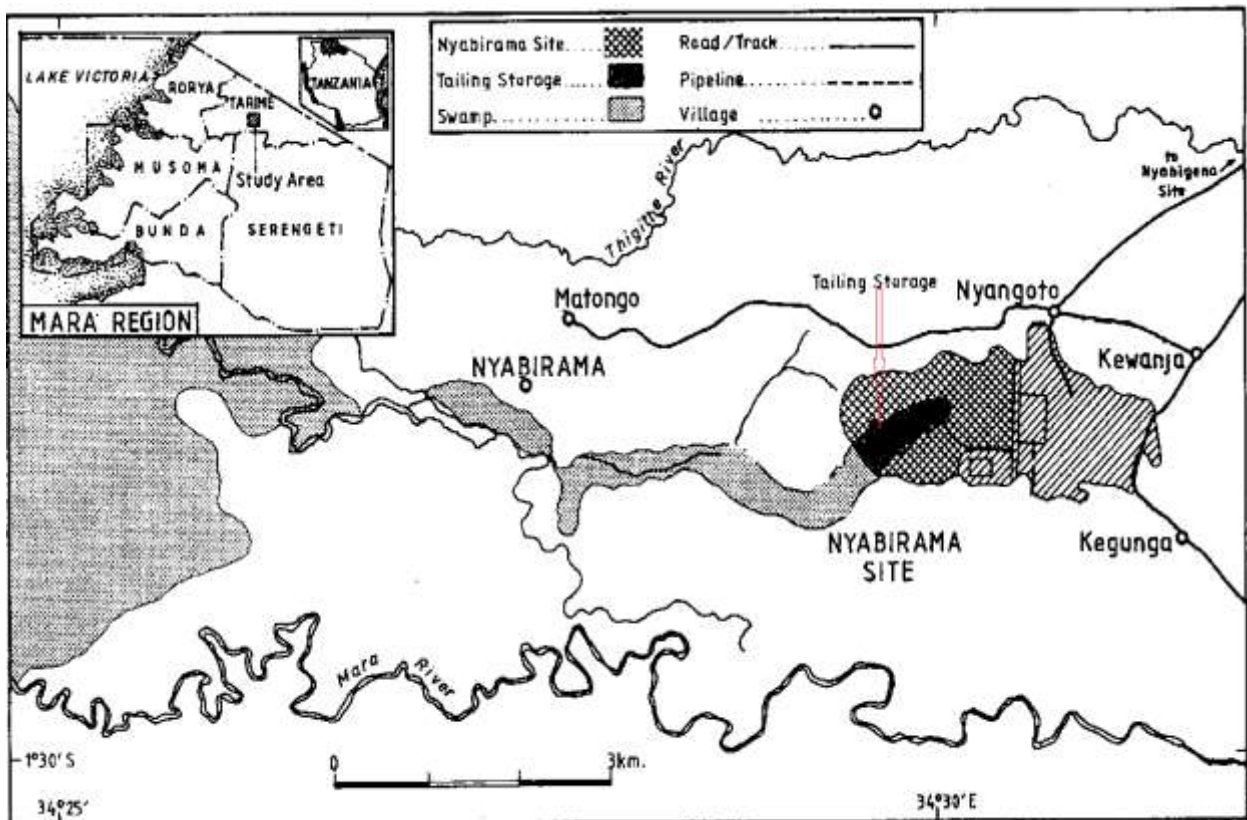 LAKE VICTORIA
RORYA
TARIME
TANZANIA
MUSOMA
Study Area
BUNDA
SERENGETI
MARA REGION
Nyabirama Site
Road/Track
Tailing Storage
Pipeline
Swamp
Village
Thigithe River
to
Nyabigena
Site
Matongo
Tailing Storage
Nyangoto
NYABIRAMA
Kewanja
NYABIRAMA
SITE
Kegunga
Mara River
1°30'S
0
3km.
34°25'
34°30'E